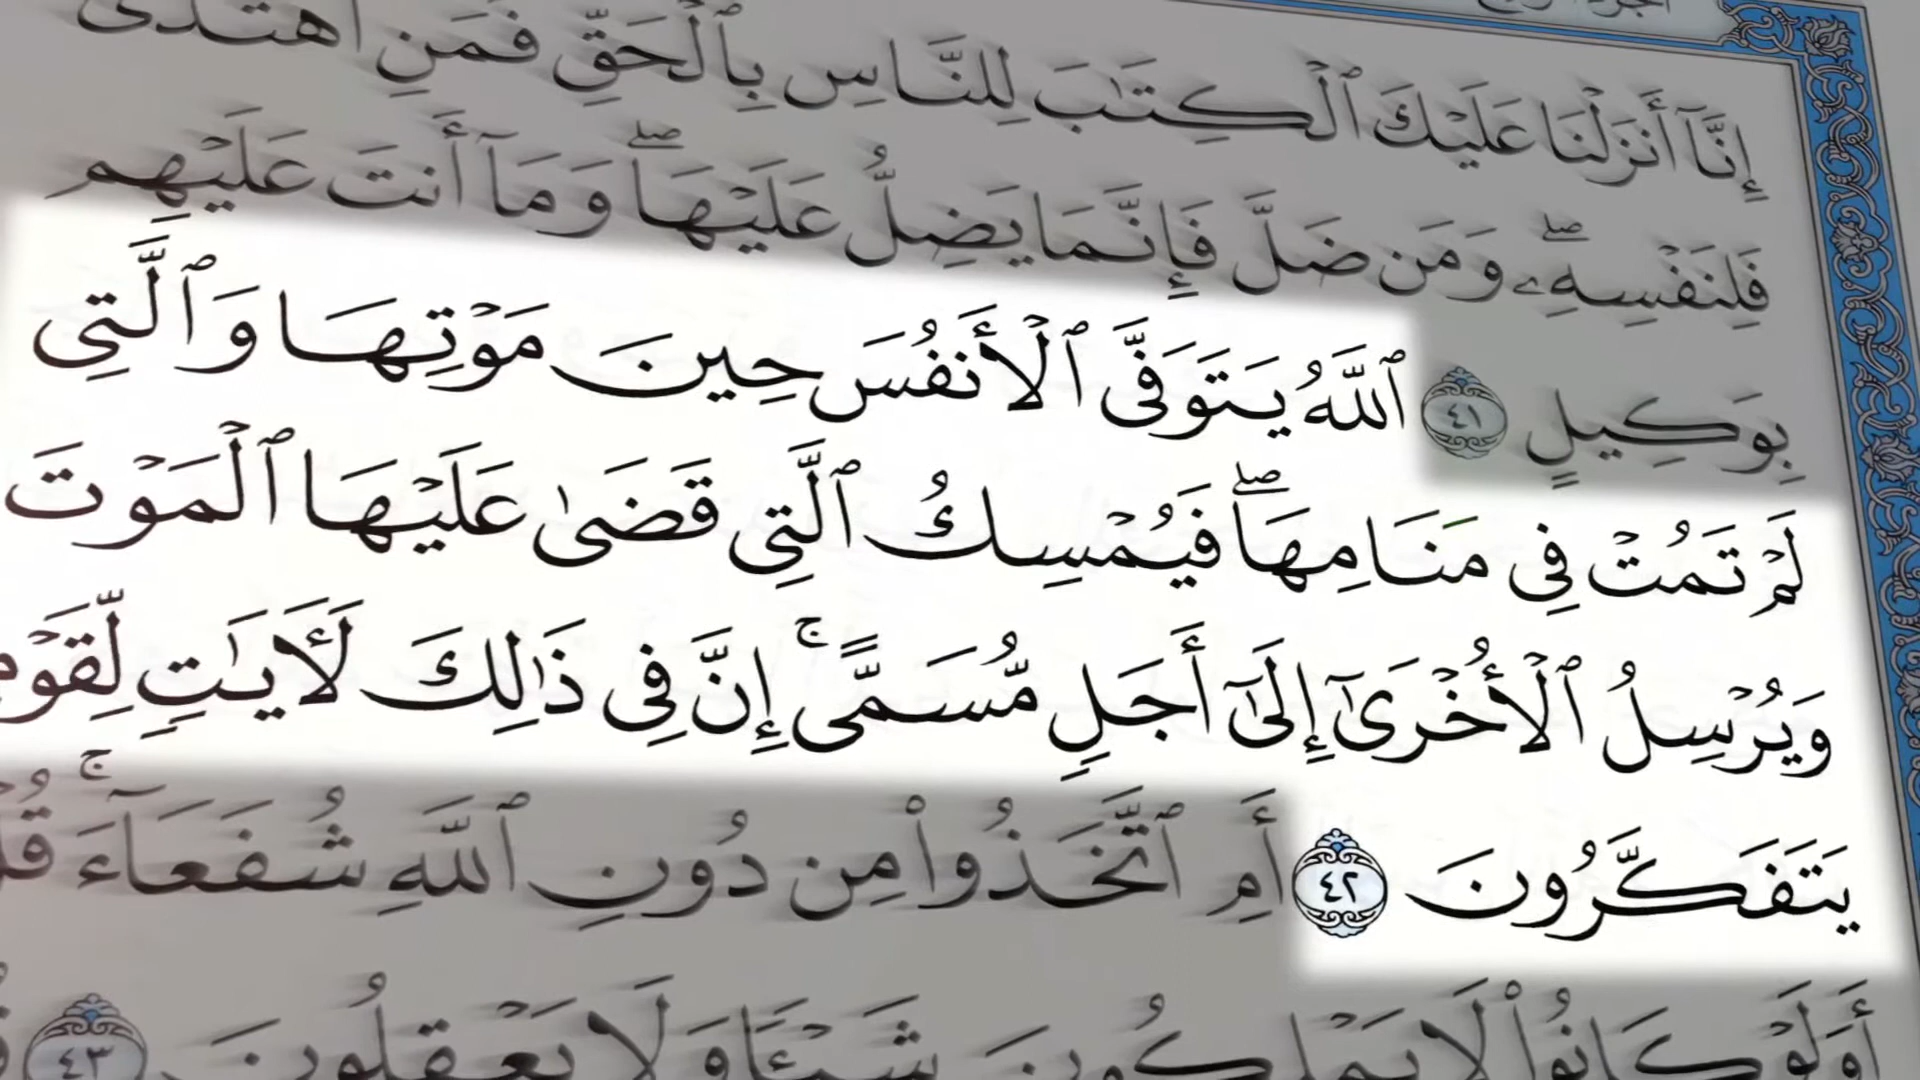 إِنَّآ أَنزَلۡنَا عَلَيۡكَ ٱلۡكِتَٰبَ لِلنَّاسِ بِٱلۡحَقِّۖ فَمَنِ ٱهۡتَدَىٰ
فَلِنَفۡسِهِۦۖ وَمَن ضَلَّ فَإِنَّمَا يَضِلُّ عَلَيۡهَاۖ وَمَآ أَنتَ عَلَيۡهِم
بِوَكِيلٍ ٤١ ٱللَّهُ يَتَوَفَّى ٱلۡأَنفُسَ حِينَ مَوۡتِهَا وَٱلَّتِي
لَمۡ تَمُتۡ فِي مَنَامِهَاۖ فَيُمۡسِكُ ٱلَّتِي قَضَىٰ عَلَيۡهَا ٱلۡمَوۡتَ
وَيُرۡسِلُ ٱلۡأُخۡرَىٰٓ إِلَىٰٓ أَجَلٖ مُّسَمًّىۚ إِنَّ فِي ذَٰلِكَ لَأٓيَٰتٖ لِّقَوۡمٖ
يَتَفَكَّرُونَ ٤٢ أَمِ ٱتَّخَذُواْ مِن دُونِ ٱللَّهِ شُفَعَآءَۚ
أَوَلَوۡ كَانُواْ لَا يَمۡلِكُونَ شَيۡـٔٗا وَلَا يَعۡقِلُونَ ٤٣